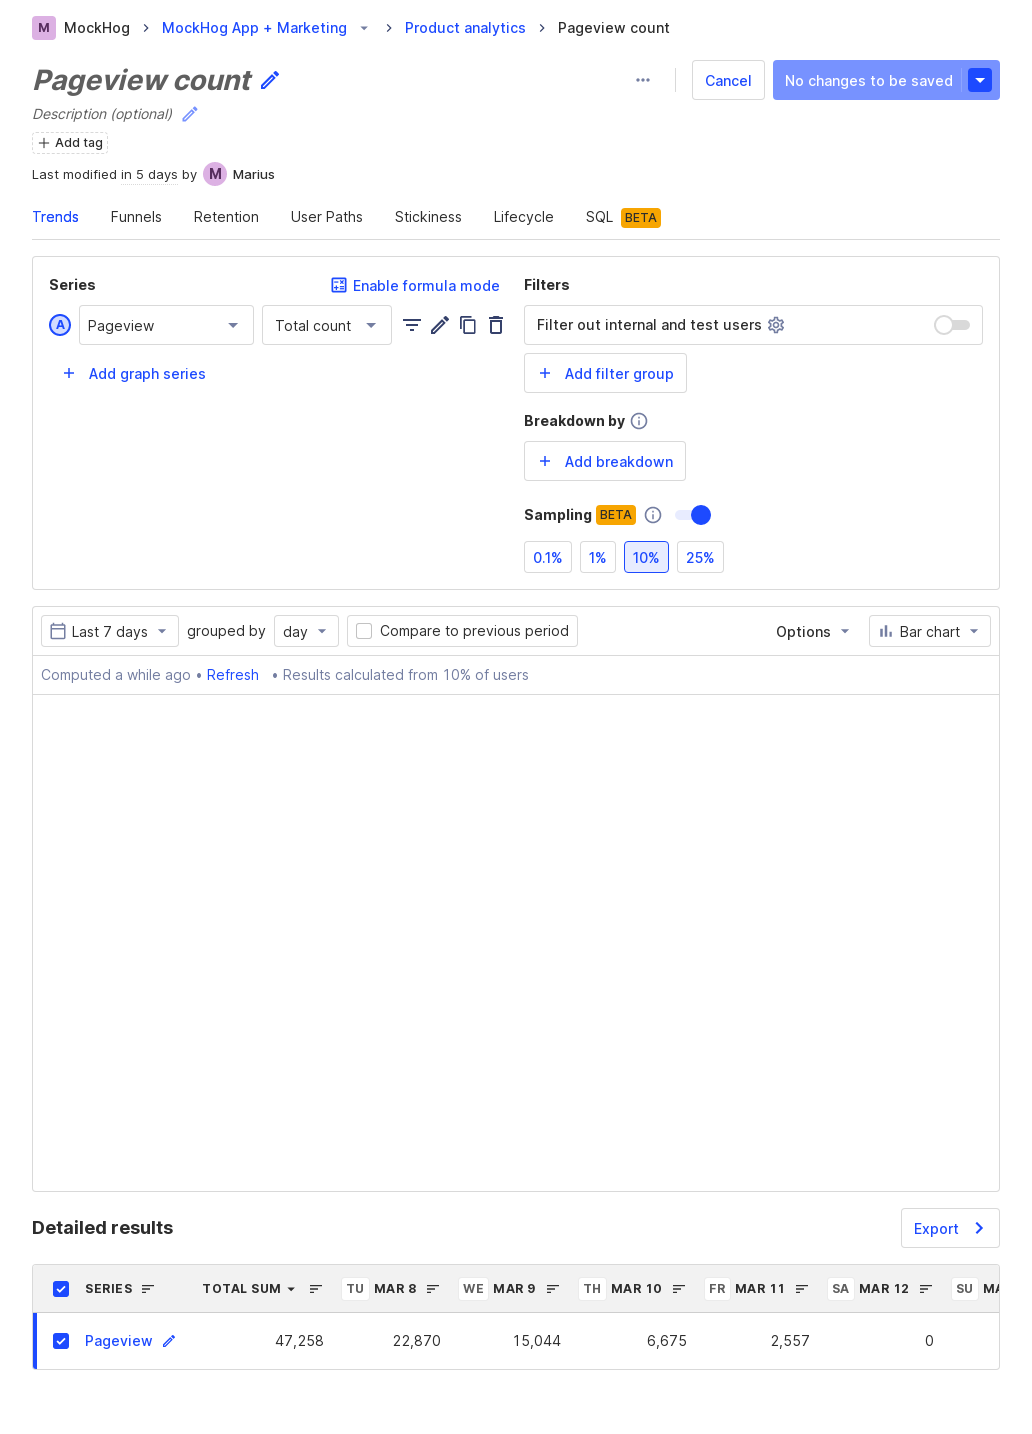 M MockHog > MockHog App + Marketing > Product analytics > Pageview count
Pageview count
Cancel
No changes to be saved
Description (optional)
+ Add tag
Last modified in 5 days by M Marius
Trends Funnels Retention User Paths Stickiness Lifecycle SQL BETA
Series
Enable formula mode
A Pageview Total count
+ Add graph series
Filters
Filter out internal and test users
+ Add filter group
Breakdown by
+ Add breakdown
Sampling BETA
0.1% 1% 10% 25%
Last 7 days grouped by day Compare to previous period Options Bar chart
Computed a while ago • Refresh • Results calculated from 10% of users
Detailed results
Export
SERIES TOTAL SUM TU MAR 8 WE MAR 9 TH MAR 10 FR MAR 11 SA MAR 12 SU
Pageview 47,258 22,870 15,044 6,675 2,557 0